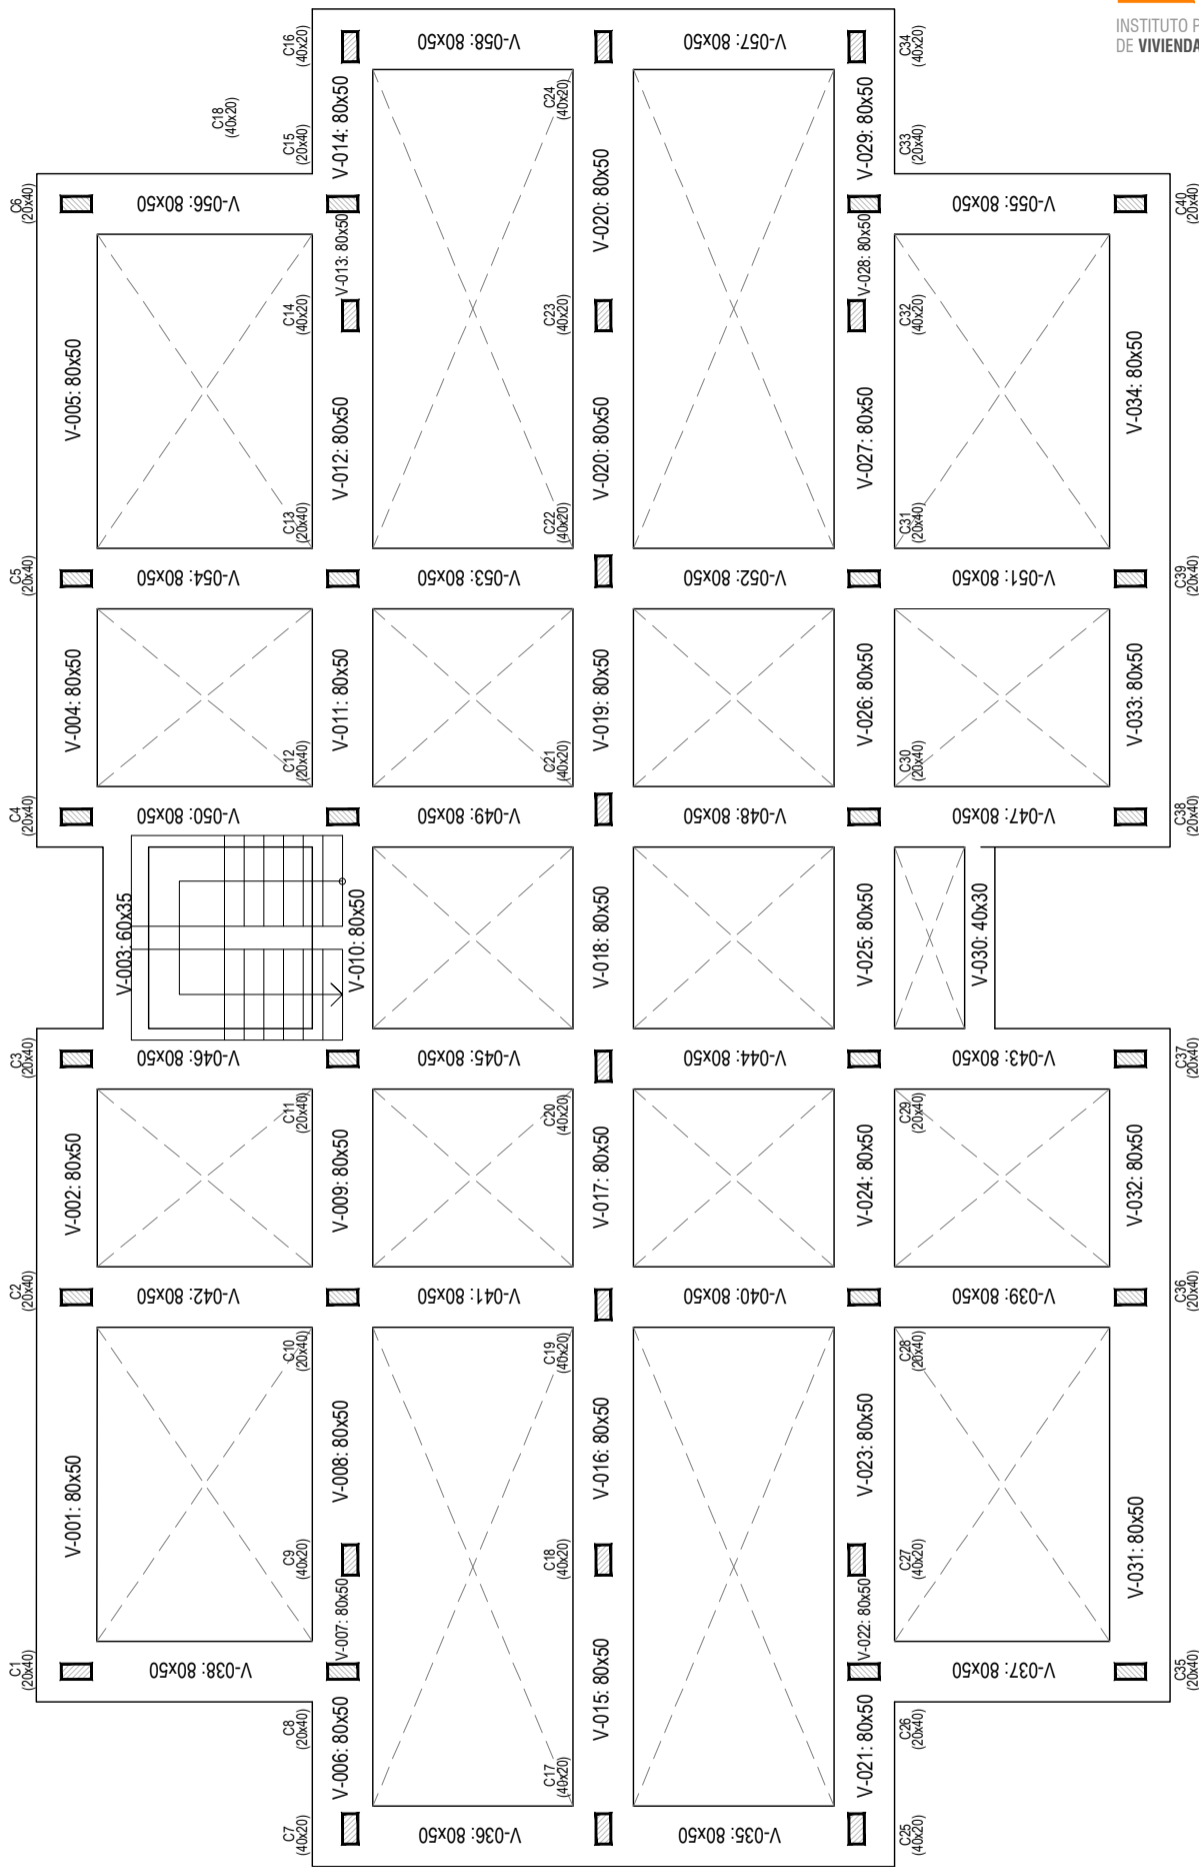 INSTITUTO P
DE VIVIENDA
C16
(40x20)
V-058: 80x50
V-057: 80x50
C34
(40x20)
C18
(40x20)
C15
(20x40)
V-014: 80x50
C24
(40x20)
V-029: 80x50
C33
(20x40)
C6
(20x40)
V-056: 80x50
V-020: 80x50
V-055: 80x50
C40
(20x40)
V-013: 80x50
V-028: 80x50
C14
(40x20)
C23
(40x20)
C32
(40x20)
V-005: 80x50
V-012: 80x50
V-020: 80x50
V-027: 80x50
V-034: 80x50
C13
(20x40)
C22
(40x20)
C31
(20x40)
C5
(20x40)
V-054: 80x50
V-053: 80x50
V-052: 80x50
V-051: 80x50
C39
(20x40)
V-004: 80x50
V-011: 80x50
V-019: 80x50
V-026: 80x50
V-033: 80x50
C12
(20x40)
C21
(40x20)
C30
(20x40)
C4
(20x40)
V-050: 80x50
V-049: 80x50
V-048: 80x50
V-047: 80x50
C38
(20x40)
V-003: 60x35
V-010: 80x50
V-018: 80x50
V-025: 80x50
V-030: 40x30
C3
(20x40)
V-046: 80x50
V-045: 80x50
V-044: 80x50
V-043: 80x50
C37
(20x40)
C11
(20x40)
C20
(40x20)
C29
(20x40)
V-002: 80x50
V-009: 80x50
V-017: 80x50
V-024: 80x50
V-032: 80x50
C2
(20x40)
V-042: 80x50
V-041: 80x50
V-040: 80x50
V-039: 80x50
C36
(20x40)
C10
(20x40)
C19
(40x20)
C28
(20x40)
V-001: 80x50
V-008: 80x50
V-016: 80x50
V-023: 80x50
V-031: 80x50
C9
(40x20)
C18
(40x20)
C27
(40x20)
V-007: 80x50
V-022: 80x50
C1
(20x40)
V-038: 80x50
V-015: 80x50
V-037: 80x50
C35
(20x40)
C8
(20x40)
V-006: 80x50
C17
(40x20)
V-021: 80x50
C26
(20x40)
C7
(40x20)
V-036: 80x50
V-035: 80x50
C25
(40x20)